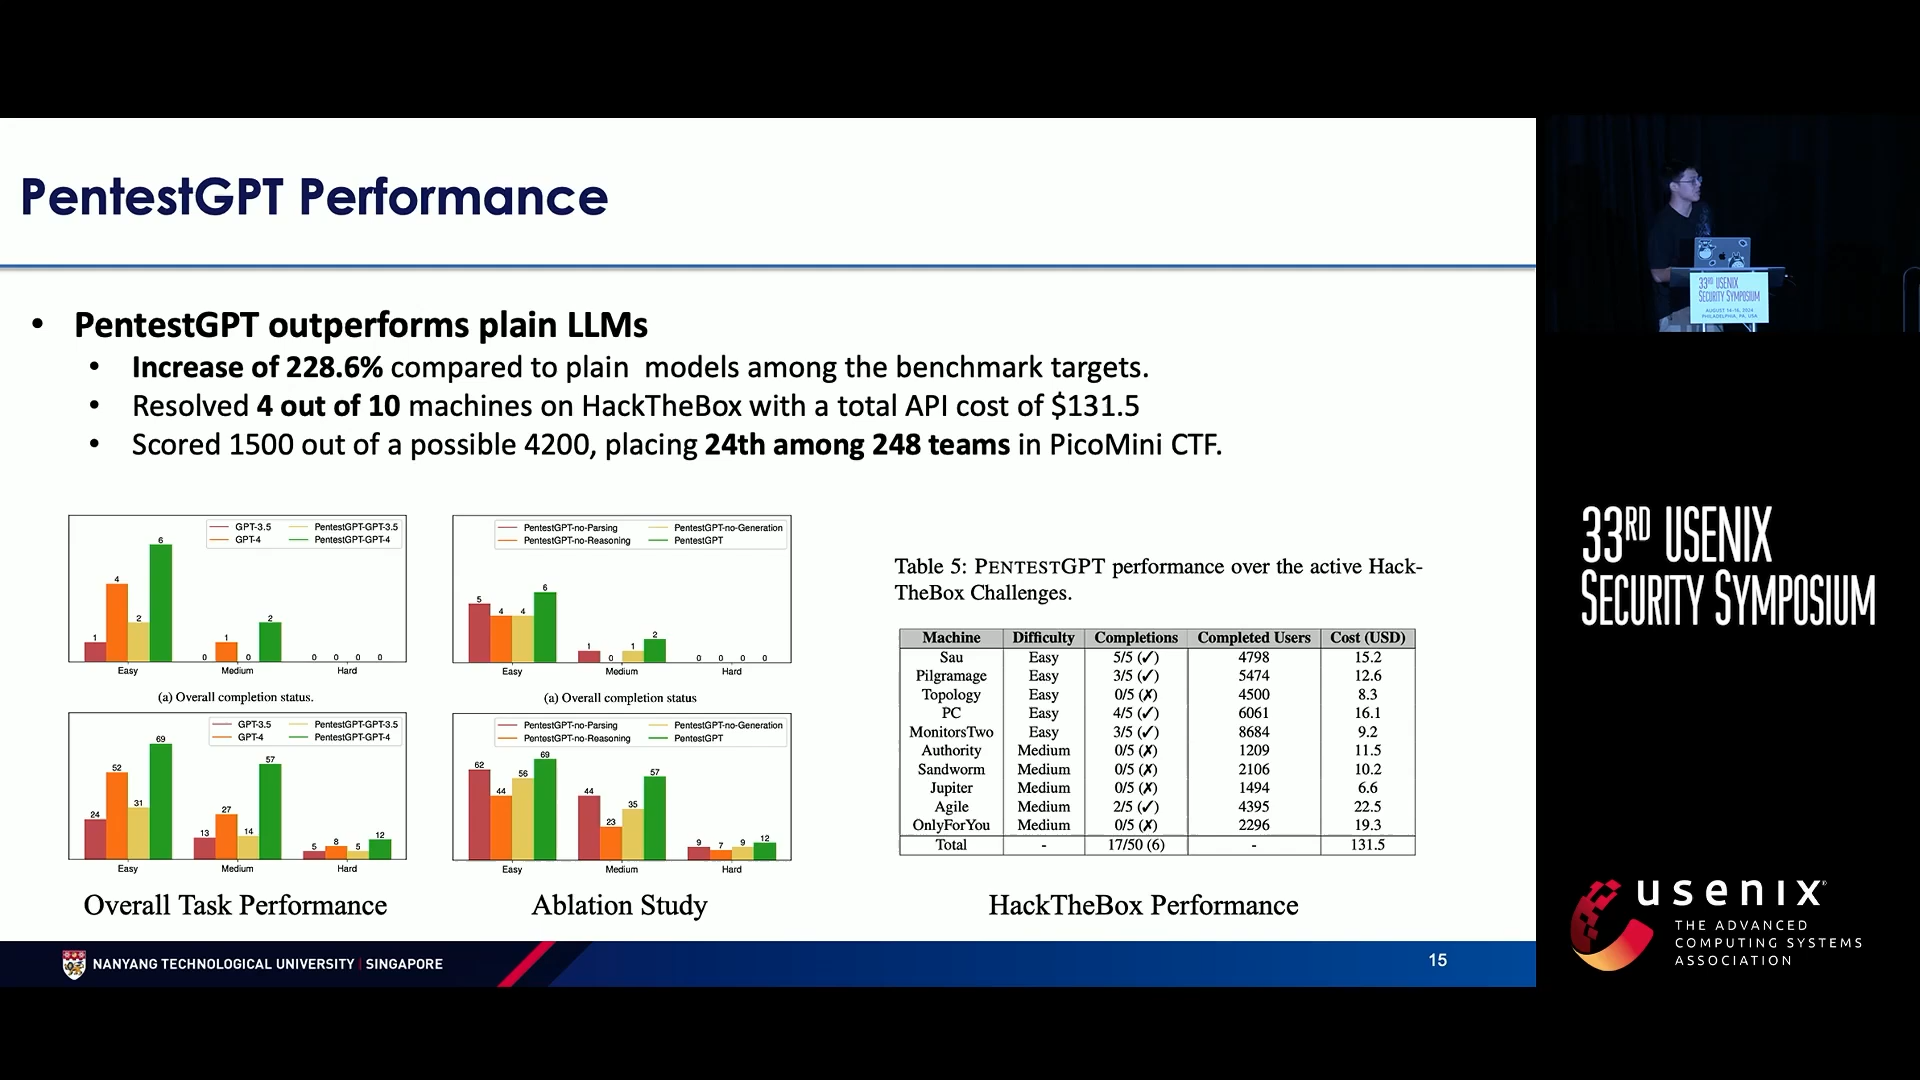 PentestGPT Performance
• PentestGPT outperforms plain LLMs
• Increase of 228.6% compared to plain models among the benchmark targets.
• Resolved 4 out of 10 machines on HackTheBox with a total API cost of $131.5
• Scored 1500 out of a possible 4200, placing 24th among 248 teams in PicoMini CTF.
GPT-3.5 PentestGPT-GPT-3.5
GPT-4 PentestGPT-GPT-4
1 4 2 6 0 1 0 2 0 0 0 0
Easy Medium Hard
(a) Overall completion status.
GPT-3.5 PentestGPT-GPT-3.5
GPT-4 PentestGPT-GPT-4
24 52 31 69 13 27 14 57 5 8 5 12
Easy Medium Hard
Overall Task Performance
PentestGPT-no-Parsing PentestGPT-no-Generation
PentestGPT-no-Reasoning PentestGPT
5 4 4 6 1 0 1 2 0 0 0 0
Easy Medium Hard
(a) Overall completion status
PentestGPT-no-Parsing PentestGPT-no-Generation
PentestGPT-no-Reasoning PentestGPT
62 44 56 69 44 23 35 57 9 7 9 12
Easy Medium Hard
Ablation Study
Table 5: PENTESTGPT performance over the active Hack-
TheBox Challenges.
Machine Difficulty Completions Completed Users Cost (USD)
Sau Easy 5/5 (✓) 4798 15.2
Pilgramage Easy 3/5 (✓) 5474 12.6
Topology Easy 0/5 (✗) 4500 8.3
PC Easy 4/5 (✓) 6061 16.1
MonitorsTwo Easy 3/5 (✓) 8684 9.2
Authority Medium 0/5 (✗) 1209 11.5
Sandworm Medium 0/5 (✗) 2106 10.2
Jupiter Medium 0/5 (✗) 1494 6.6
Agile Medium 2/5 (✓) 4395 22.5
OnlyForYou Medium 0/5 (✗) 2296 19.3
Total - 17/50 (6) - 131.5
HackTheBox Performance
NANYANG TECHNOLOGICAL UNIVERSITY | SINGAPORE
15
33RD USENIX
SECURITY SYMPOSIUM
AUGUST 14–16, 2024
PHILADELPHIA, PA, USA
33RD USENIX
SECURITY SYMPOSIUM
usenix®
THE ADVANCED
COMPUTING SYSTEMS
ASSOCIATION